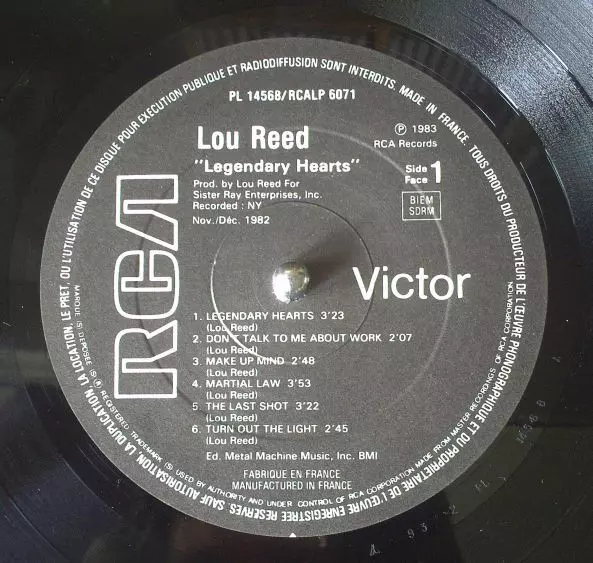 TOUS DROITS DU PRODUCTEUR DE L'ŒUVRE PHONOGRAPHIQUE ET DU PROPRIETAIRE DE L'ŒUVRE ENREGISTREE RESERVES. SAUF AUTORISATION, LA DUPLICATION, LA LOCATION, LE PRET, OU L'UTILISATION DE CE DISQUE POUR EXECUTION PUBLIQUE ET RADIODIFFUSION SONT INTERDITS. MADE IN FRANCE.
PL 14568/RCALP 6071
Lou Reed
"Legendary Hearts"
Prod. by Lou Reed For
Sister Ray Enterprises, Inc.
Recorded : NY
Nov./Déc. 1982
℗ 1983
RCA Records
Side
Face 1
BIEM
SDRM
RCA
Victor
1. LEGENDARY HEARTS 3'23
(Lou Reed)
2. DON'T TALK TO ME ABOUT WORK 2'07
(Lou Reed)
3. MAKE UP MIND 2'48
(Lou Reed)
4. MARTIAL LAW 3'53
(Lou Reed)
5. THE LAST SHOT 3'22
(Lou Reed)
6. TURN OUT THE LIGHT 2'45
(Lou Reed)
Ed. Metal Machine Music, Inc. BMI
FABRIQUE EN FRANCE
MANUFACTURED IN FRANCE
MARQUE (S) DEPOSEE (S) ® REGISTERED TRADEMARK (S) USED BY AUTHORITY AND UNDER CONTROL OF RCA CORPORATION MADE FROM MASTER RECORDINGS OF RCA CORPORATION